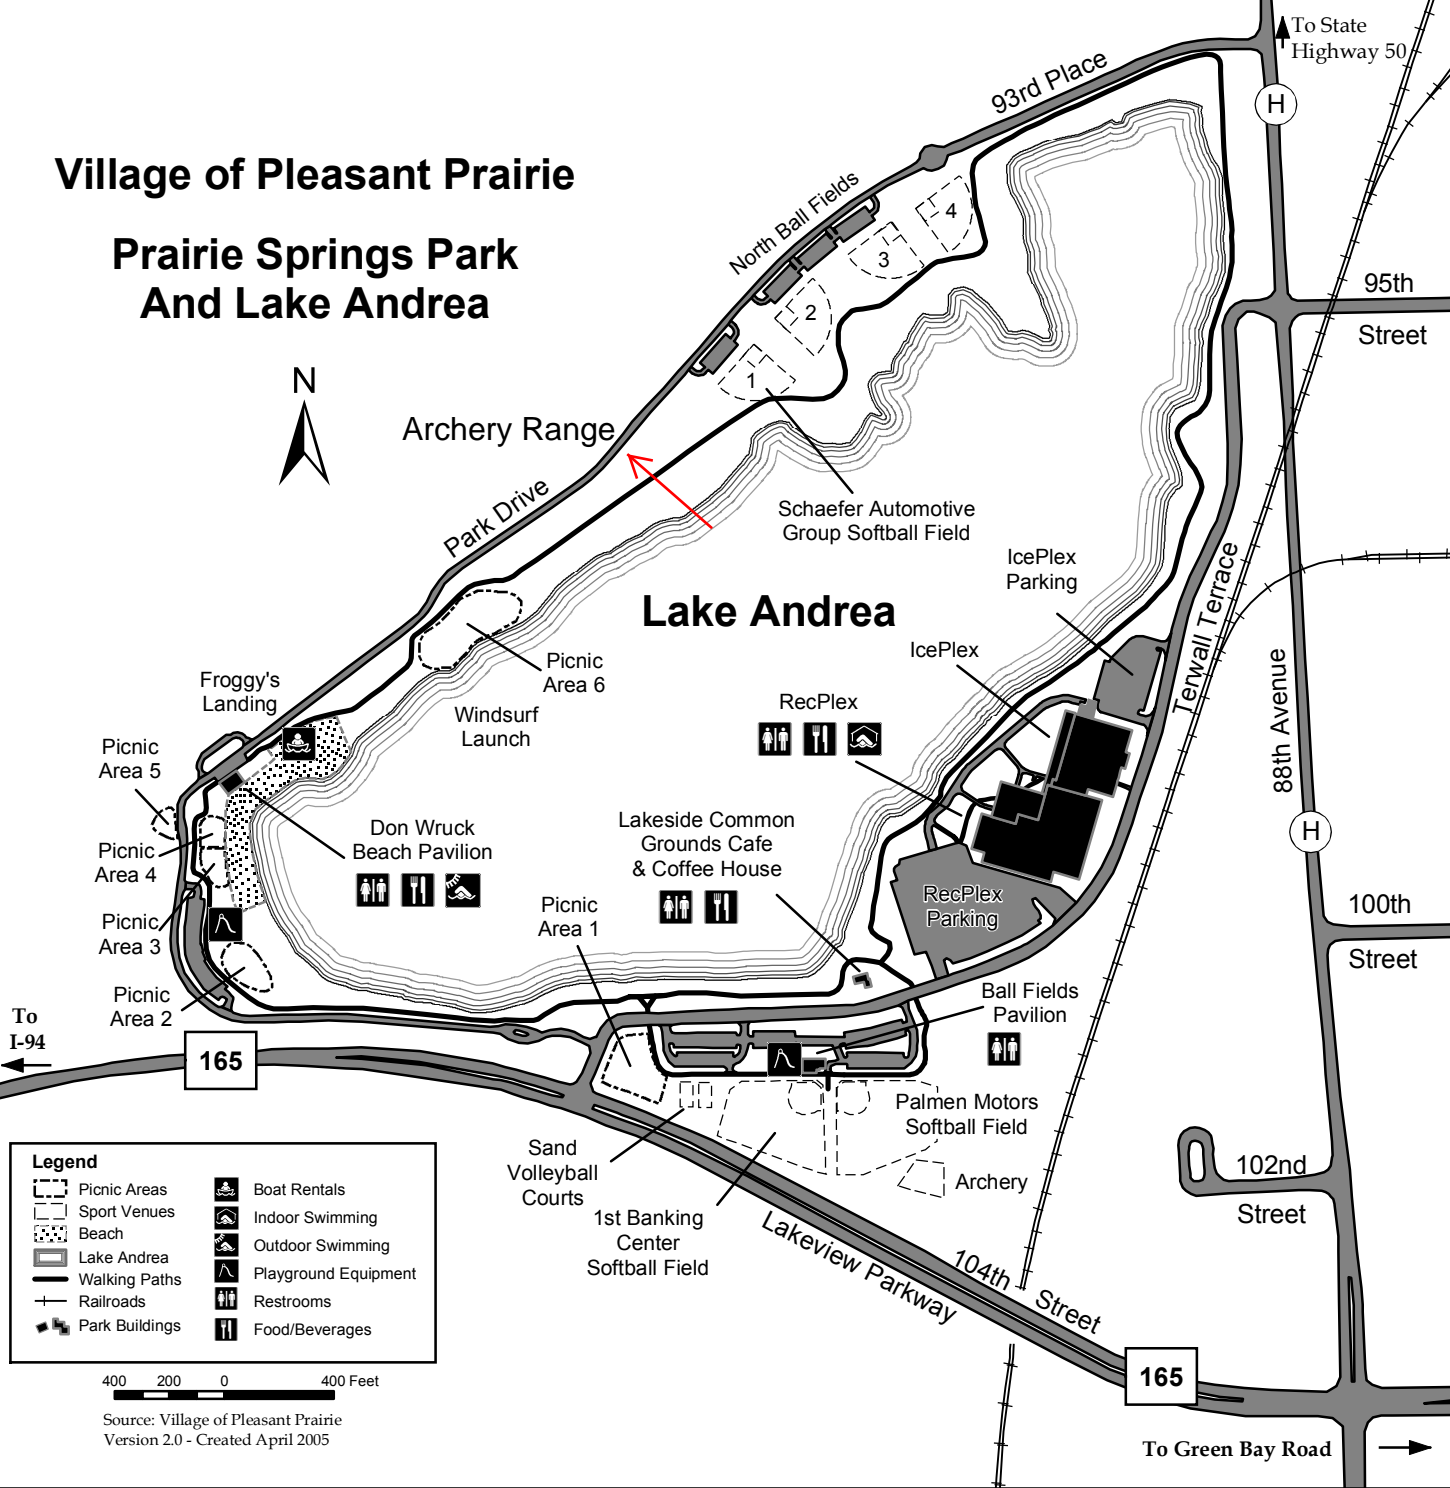 To State
Highway 50
93rd Place
H
Village of Pleasant Prairie
Prairie Springs Park
And Lake Andrea
North Ball Fields
4
3
2
1
95th
Street
N
Archery Range
Park Drive
Schaefer Automotive
Group Softball Field
IcePlex
Parking
Terwall Terrace
Lake Andrea
IcePlex
Picnic
Area 6
Froggy's
Landing
Windsurf
Launch
RecPlex
88th Avenue
Picnic
Area 5
Don Wruck
Beach Pavilion
Lakeside Common
Grounds Cafe
& Coffee House
H
Picnic
Area 4
Picnic
Area 3
Picnic
Area 1
RecPlex
Parking
100th
Street
Picnic
Area 2
Ball Fields
Pavilion
To
I-94
165
Palmen Motors
Softball Field
Sand
Volleyball
Courts
Archery
102nd
Street
1st Banking
Center
Softball Field
Lakeview Parkway
104th Street
165
To Green Bay Road
Legend
Picnic Areas
Sport Venues
Beach
Lake Andrea
Walking Paths
Railroads
Park Buildings
Boat Rentals
Indoor Swimming
Outdoor Swimming
Playground Equipment
Restrooms
Food/Beverages
400 200 0 400 Feet
Source: Village of Pleasant Prairie
Version 2.0 - Created April 2005